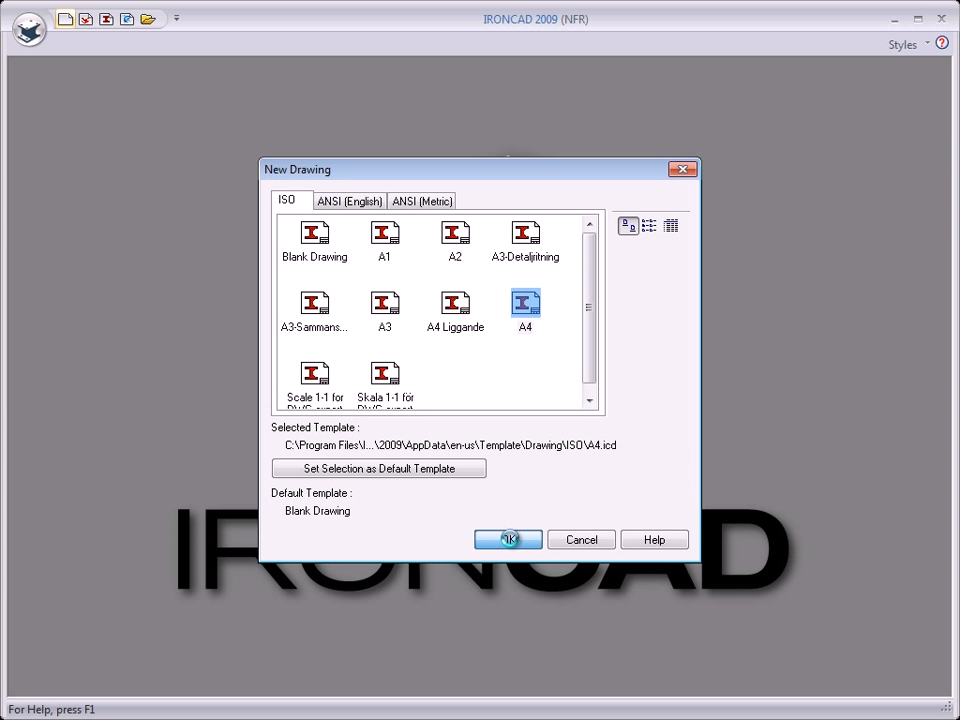 IRONCAD 2009 (NFR)
Styles
New Drawing
ISO
ANSI (English)
ANSI (Metric)
Blank Drawing
A1
A2
A3-Detaljritning
A3-Sammans...
A3
A4 Liggande
A4
Scale 1-1 for
Skala 1-1 för
Selected Template :
C:\Program Files\I...\2009\AppData\en-us\Template\Drawing\ISO\A4.icd
Set Selection as Default Template
Default Template :
Blank Drawing
OK
Cancel
Help
IRONCAD
For Help, press F1